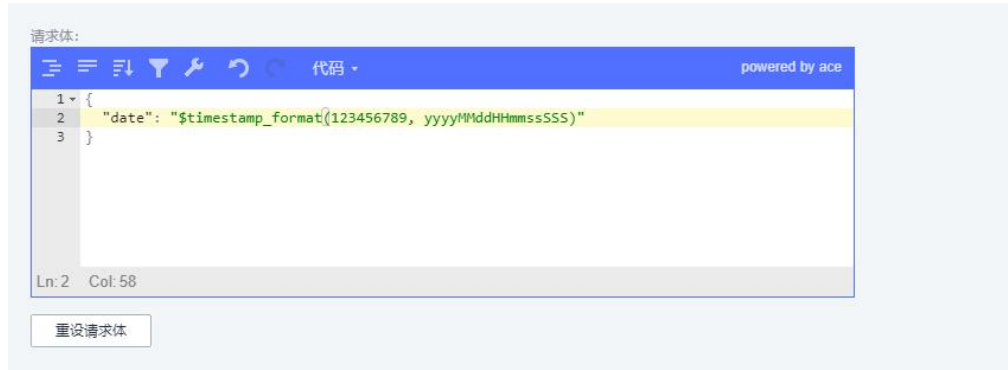 请求体:
代码
powered by ace
1 {
2 "date": "$timestamp_format(123456789, yyyyMMddHHmmssSSS)"
3 }
Ln: 2 Col: 58
重设请求体